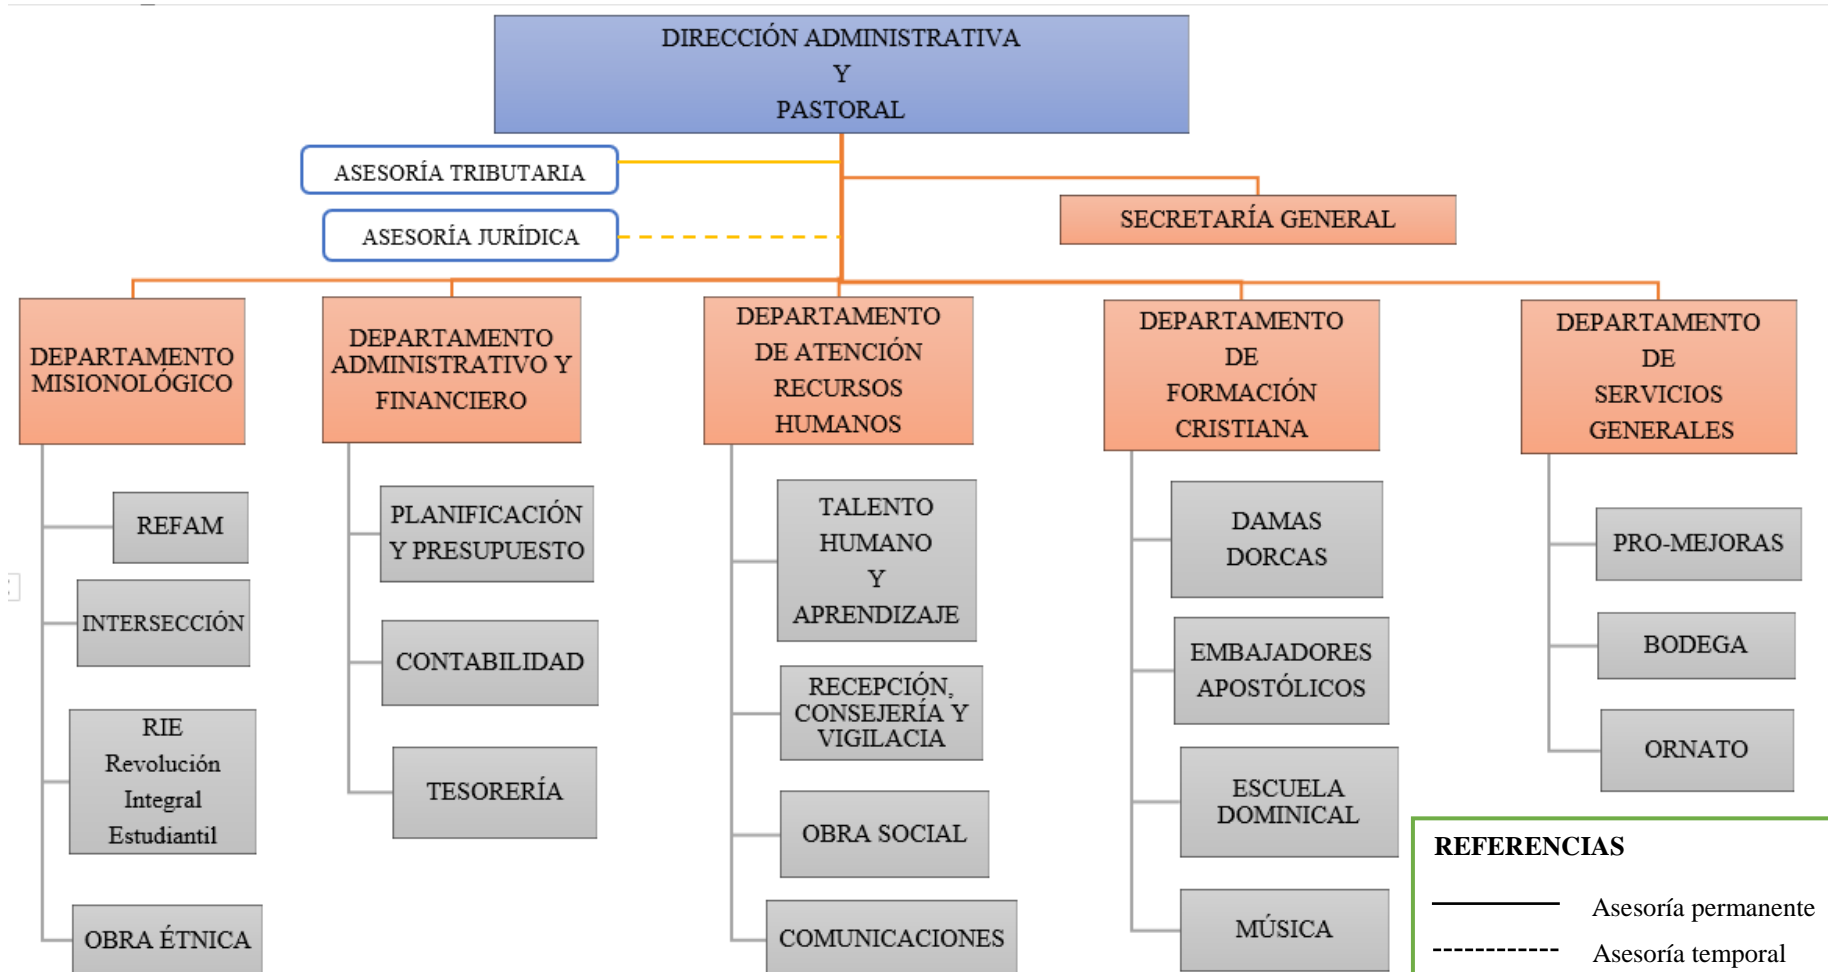 DIRECCIÓN ADMINISTRATIVA
Y
PASTORAL
ASESORÍA TRIBUTARIA
SECRETARÍA GENERAL
ASESORÍA JURÍDICA
DEPARTAMENTO
MISIONOLÓGICO
DEPARTAMENTO
ADMINISTRATIVO Y
FINANCIERO
DEPARTAMENTO
DE ATENCIÓN
RECURSOS
HUMANOS
DEPARTAMENTO
DE
FORMACIÓN
CRISTIANA
DEPARTAMENTO
DE
SERVICIOS
GENERALES
REFAM
INTERSECCIÓN
RIE
Revolución
Integral
Estudiantil
OBRA ÉTNICA
PLANIFICACIÓN
Y PRESUPUESTO
CONTABILIDAD
TESORERÍA
TALENTO
HUMANO
Y
APRENDIZAJE
RECEPCIÓN,
CONSEJERÍA Y
VIGILACIA
OBRA SOCIAL
COMUNICACIONES
DAMAS
DORCAS
EMBAJADORES
APOSTÓLICOS
ESCUELA
DOMINICAL
MÚSICA
PRO-MEJORAS
BODEGA
ORNATO
REFERENCIAS
Asesoría permanente
Asesoría temporal